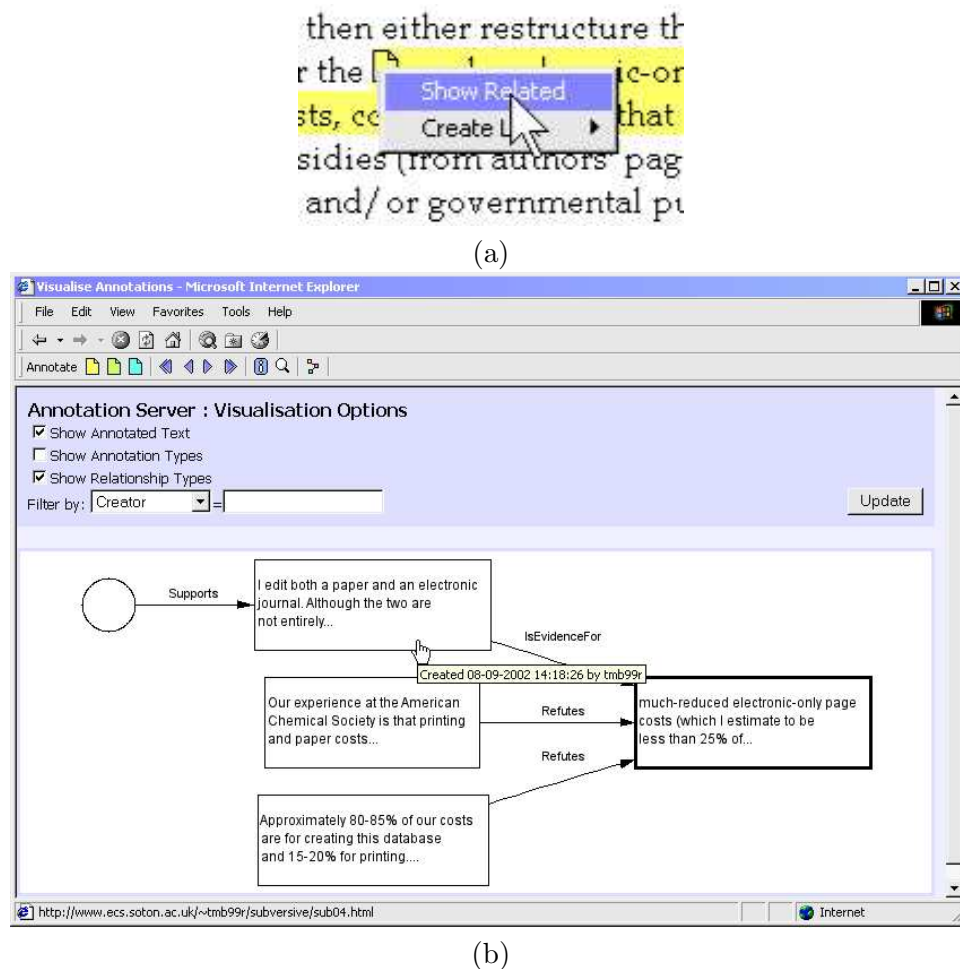 then either restructure th
r the ic-or
Show Related
sts, co that
Create L
sidies (from authors' pag
and/or governmental pu
(a)
Visualise Annotations - Microsoft Internet Explorer
File Edit View Favorites Tools Help
Annotate
Annotation Server : Visualisation Options
Show Annotated Text
Show Annotation Types
Show Relationship Types
Filter by: Creator =
Update
Supports
I edit both a paper and an electronic
journal. Although the two are
not entirely...
IsEvidenceFor
Created 08-09-2002 14:18:26 by tmb99r
Our experience at the American
Chemical Society is that printing
and paper costs...
Refutes
much-reduced electronic-only page
costs (which I estimate to be
less than 25% of...
Refutes
Approximately 80-85% of our costs
are for creating this database
and 15-20% for printing....
http://www.ecs.soton.ac.uk/~tmb99r/subversive/sub04.html
Internet
(b)